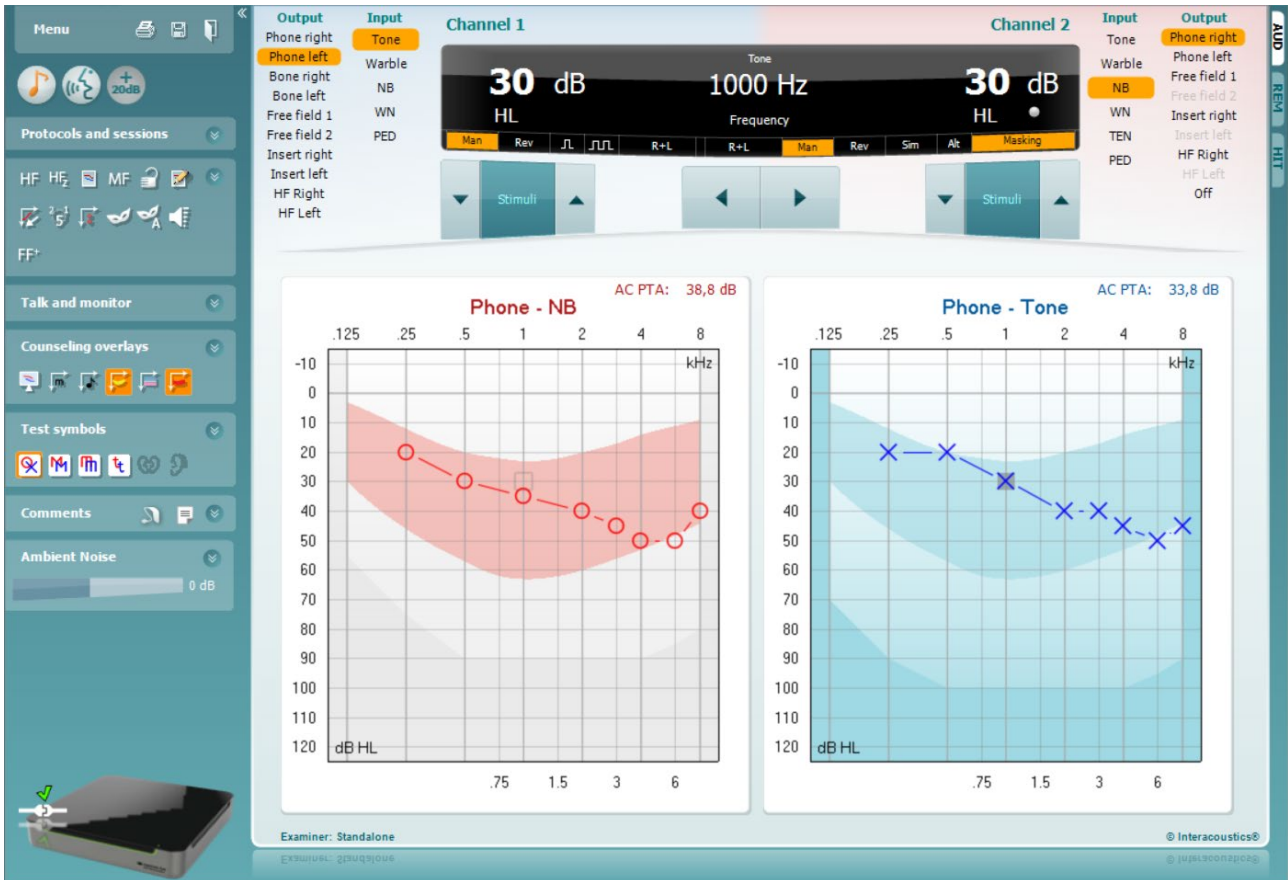 Menu
«
20dB
Protocols and sessions
HF HF2 MF
2 5 -1
A
FF+
Talk and monitor
Counseling overlays
m
Test symbols
M m t t
Comments
Ambient Noise
0 dB
Output
Phone right
Phone left
Bone right
Bone left
Free field 1
Free field 2
Insert right
Insert left
HF Right
HF Left
Input
Tone
Warble
NB
WN
PED
Channel 1
Channel 2
Tone
30 dB
1000 Hz
30 dB
HL
Frequency
HL
Man Rev R+L R+L Man Rev Sim Alt Masking
Stimuli
Stimuli
Input
Tone
Warble
NB
WN
TEN
PED
Output
Phone right
Phone left
Free field 1
Free field 2
Insert right
Insert left
HF Right
HF Left
Off
AUD
REM
HIT
AC PTA: 38,8 dB
Phone - NB
.125 .25 .5 1 2 4 8
kHz
-10
0
10
20
30
40
50
60
70
80
90
100
110
120
dB HL
.75 1.5 3 6
AC PTA: 33,8 dB
Phone - Tone
.125 .25 .5 1 2 4 8
kHz
-10
0
10
20
30
40
50
60
70
80
90
100
110
120
dB HL
.75 1.5 3 6
Examiner: Standalone
© Interacoustics®